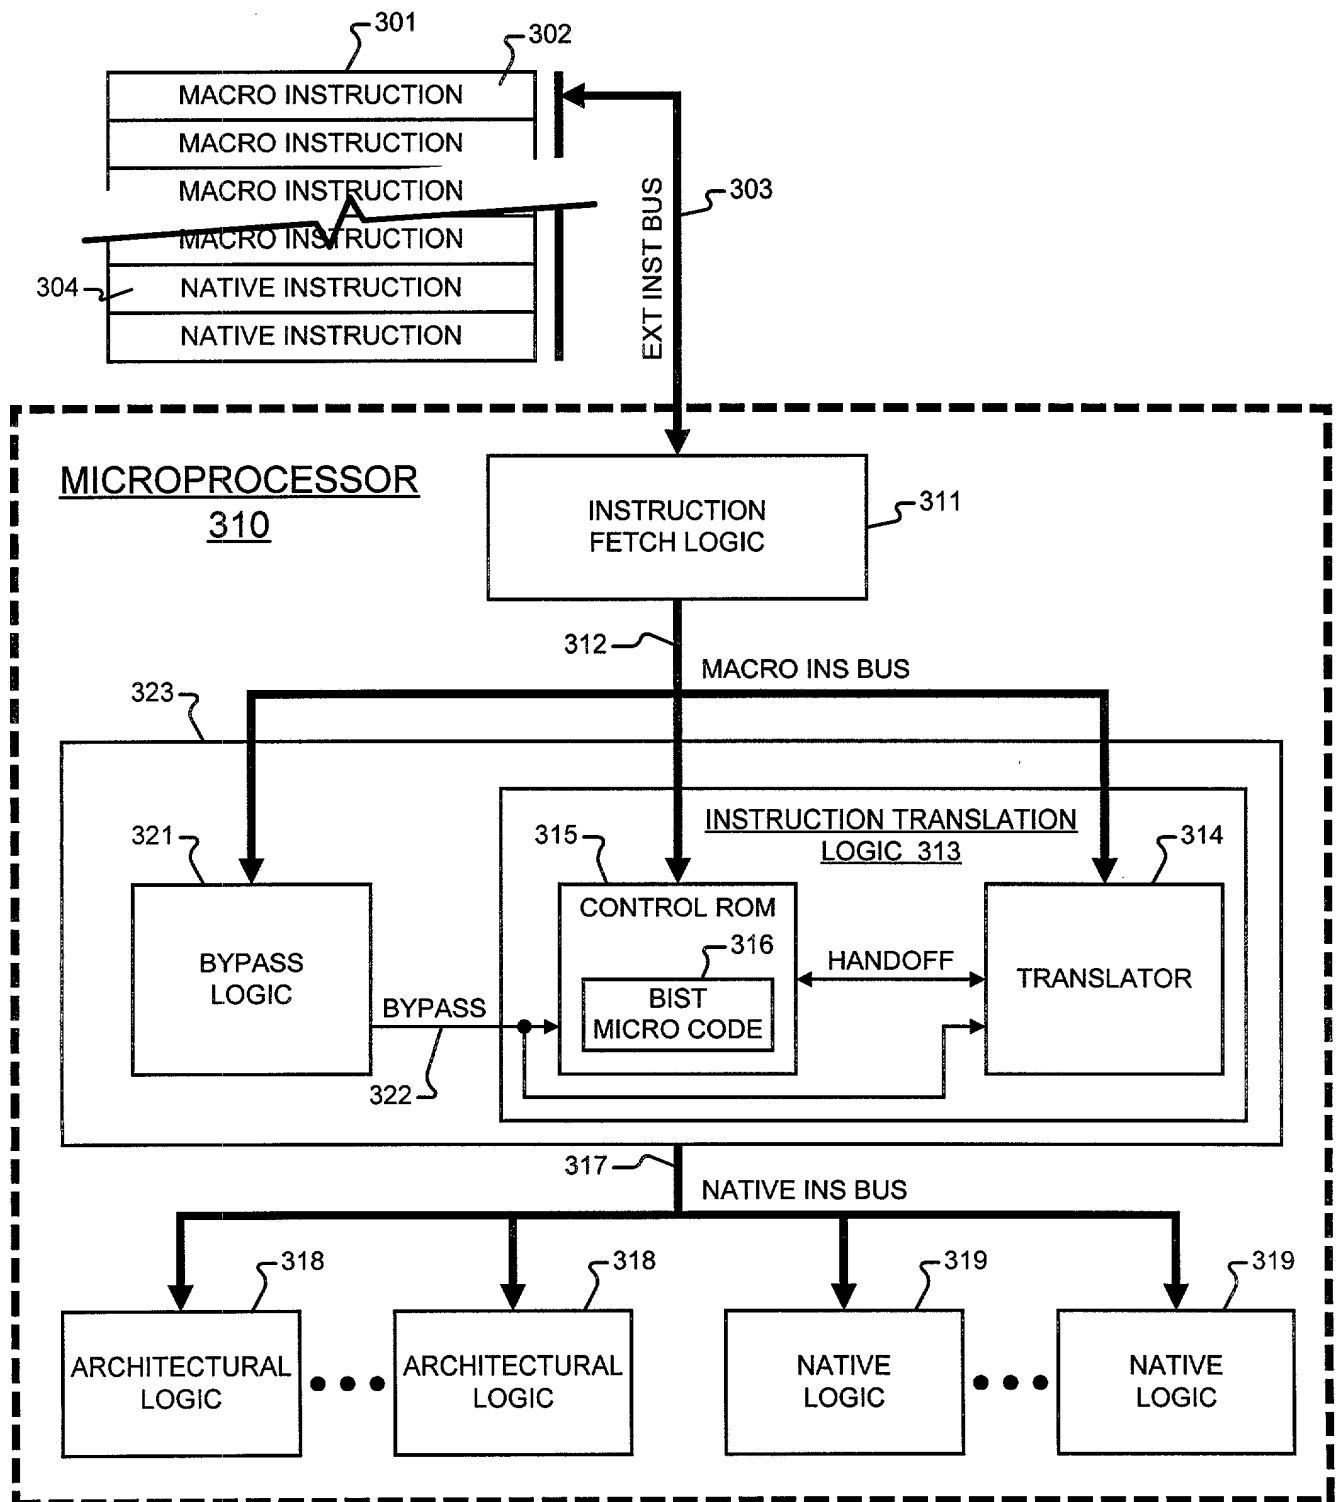 301
302
MACRO INSTRUCTION
MACRO INSTRUCTION
MACRO INSTRUCTION
MACRO INSTRUCTION
304
NATIVE INSTRUCTION
NATIVE INSTRUCTION
EXT INST BUS
303
MICROPROCESSOR
310
INSTRUCTION
FETCH LOGIC
311
312
MACRO INS BUS
323
INSTRUCTION TRANSLATION
LOGIC 313
321
315
314
CONTROL ROM
316
BYPASS
LOGIC
HANDOFF
TRANSLATOR
BIST
MICRO CODE
BYPASS
322
317
NATIVE INS BUS
318
318
319
319
ARCHITECTURAL
LOGIC
ARCHITECTURAL
LOGIC
NATIVE
LOGIC
NATIVE
LOGIC